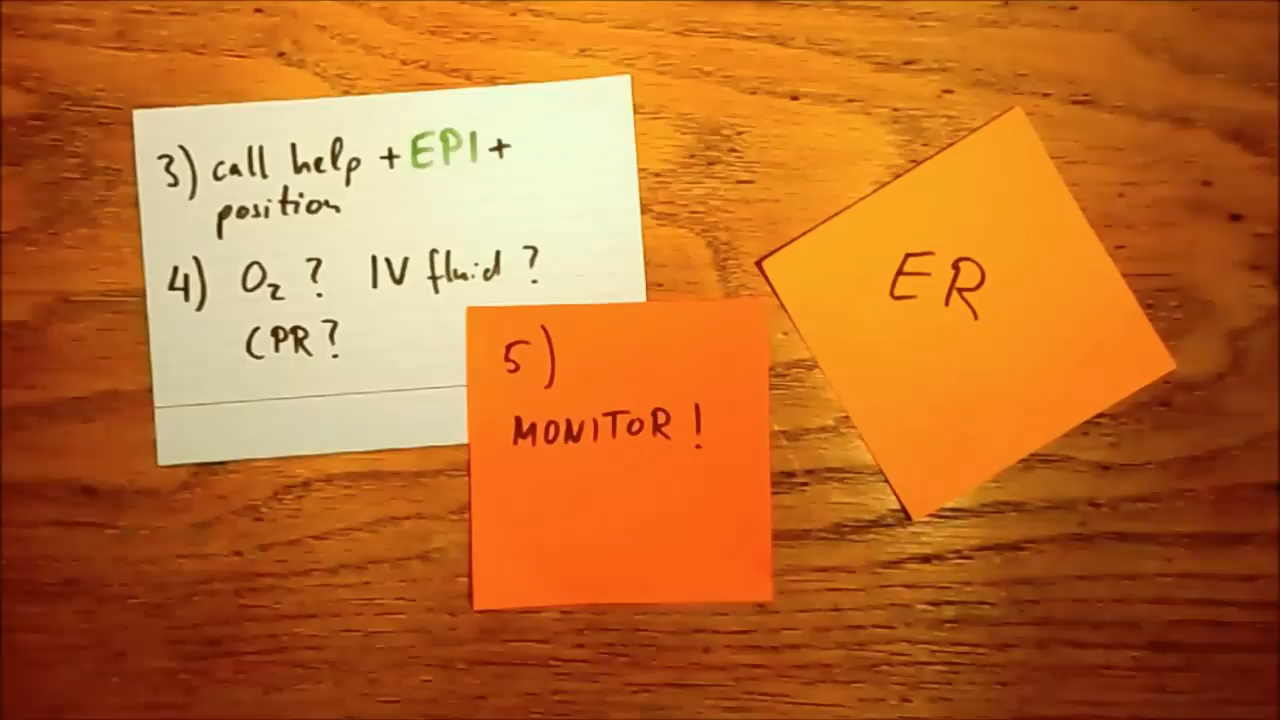 3) call help + EPI +
position
4) O₂ ? IV fluid ?
CPR ?
5)
MONITOR !
ER